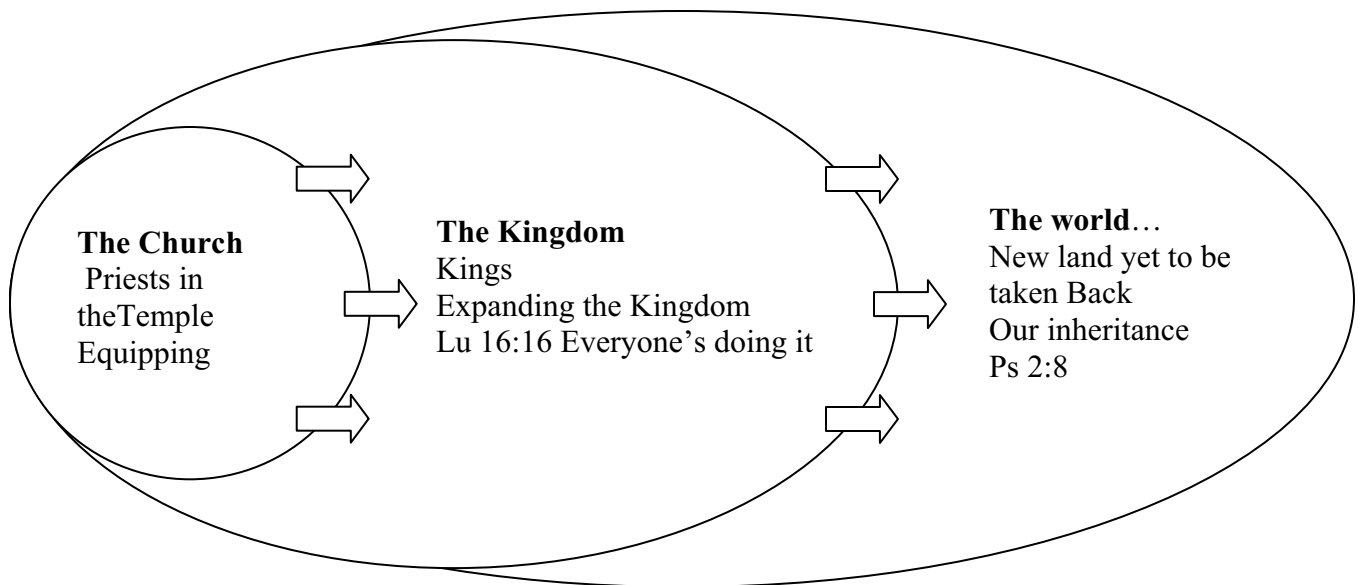 The Church
Priests in
theTemple
Equipping
The Kingdom
Kings
Expanding the Kingdom
Lu 16:16 Everyone’s doing it
The world…
New land yet to be
taken Back
Our inheritance
Ps 2:8